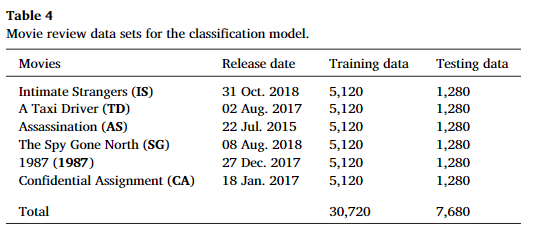 Table 4
Movie review data sets for the classification model.
Movies Release date Training data Testing data
Intimate Strangers (IS) 31 Oct. 2018 5,120 1,280
A Taxi Driver (TD) 02 Aug. 2017 5,120 1,280
Assassination (AS) 22 Jul. 2015 5,120 1,280
The Spy Gone North (SG) 08 Aug. 2018 5,120 1,280
1987 (1987) 27 Dec. 2017 5,120 1,280
Confidential Assignment (CA) 18 Jan. 2017 5,120 1,280
Total 30,720 7,680